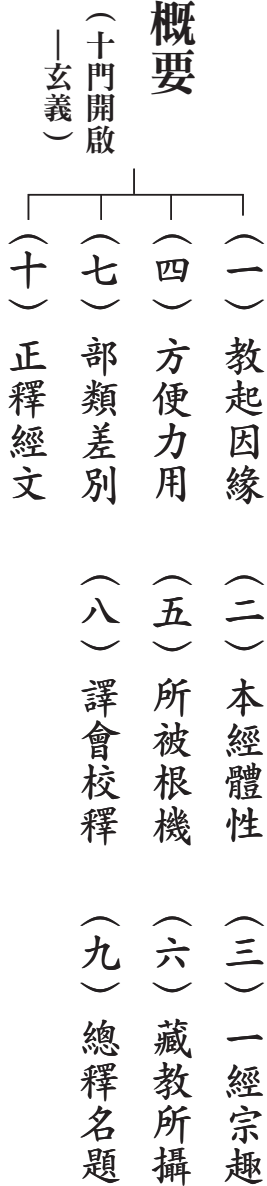 概要
（十門開啟
—玄義）
（一）教起因緣　（二）本經體性　（三）一經宗趣
（四）方便力用　（五）所被根機　（六）藏教所攝
（七）部類差別　（八）譯會校釋　（九）總釋名題
（十）正釋經文